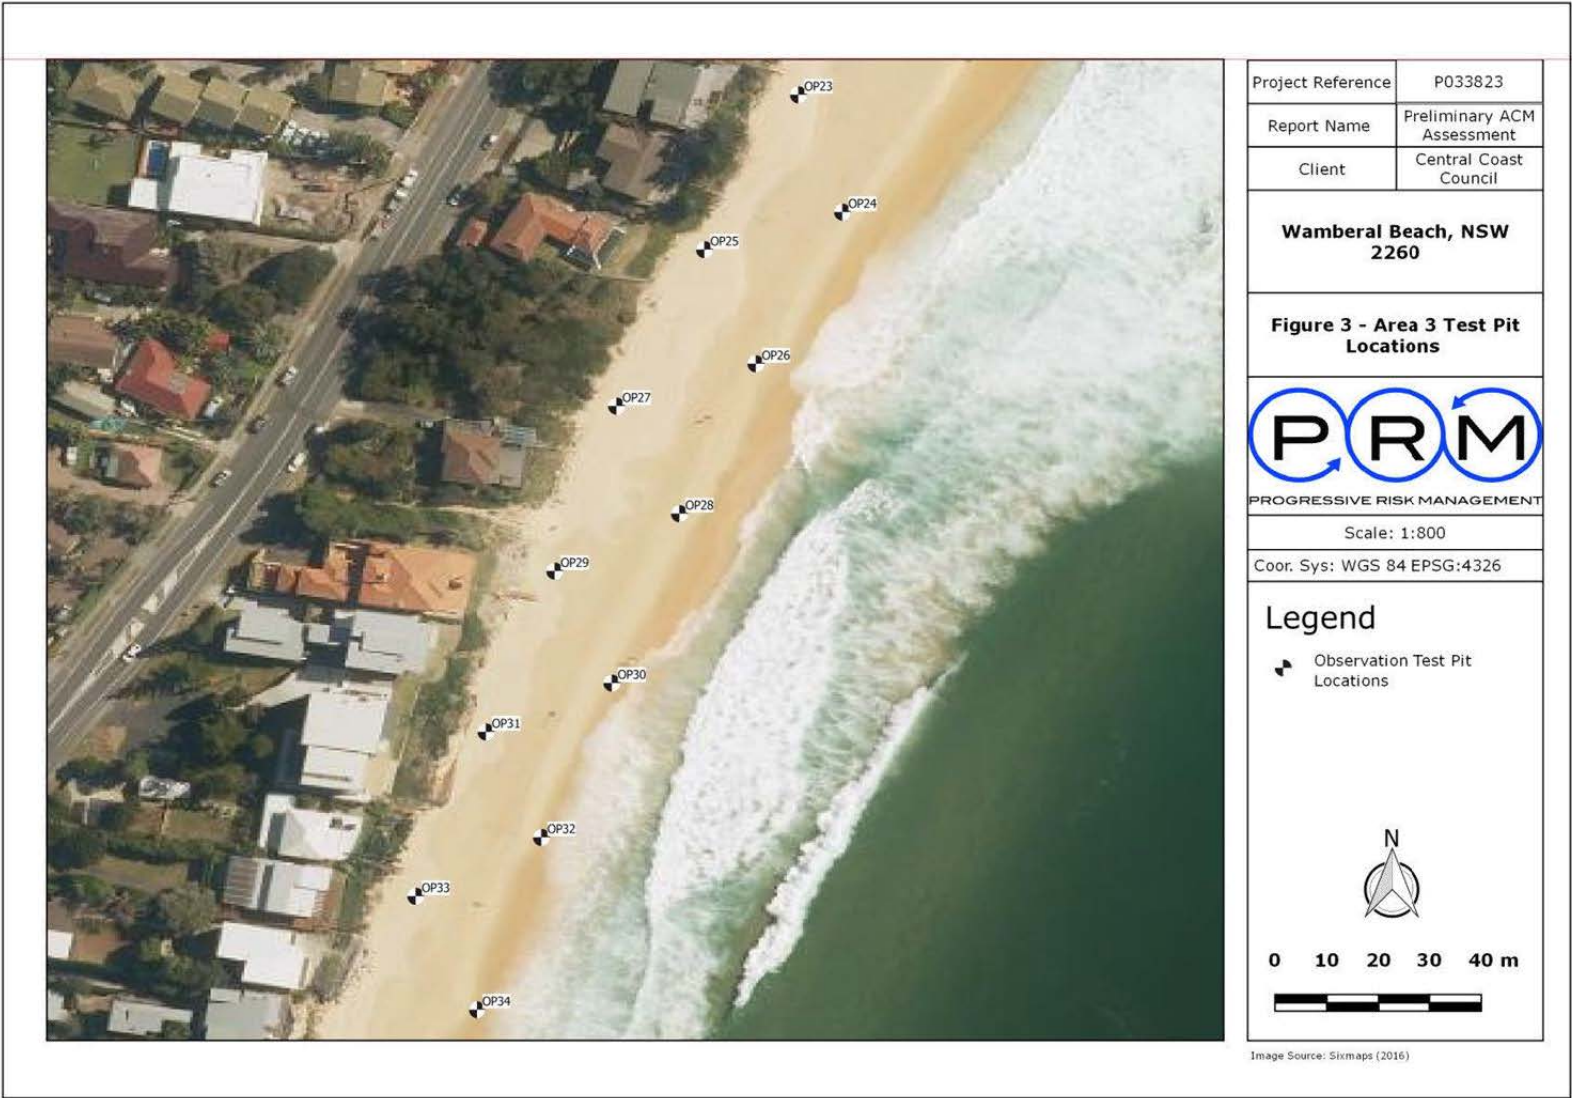 OP23
OP24
OP25
OP26
OP27
OP28
OP29
OP30
OP31
OP32
OP33
OP34
Project Reference P033823
Report Name Preliminary ACM
Assessment
Client Central Coast
Council
Wamberal Beach, NSW
2260
Figure 3 - Area 3 Test Pit
Locations
PRM
PROGRESSIVE RISK MANAGEMENT
Scale: 1:800
Coor. Sys: WGS 84 EPSG:4326
Legend
Observation Test Pit
Locations
N
0 10 20 30 40 m
Image Source: Sixmaps (2016)